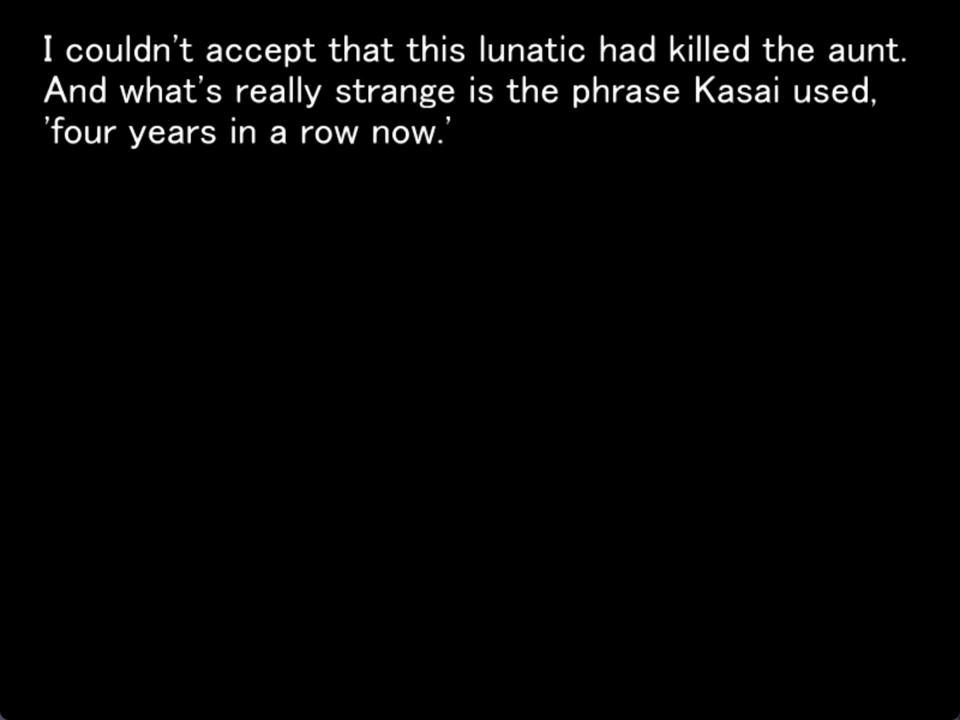 I couldn't accept that this lunatic had killed the aunt.
And what's really strange is the phrase Kasai used,
'four years in a row now.'